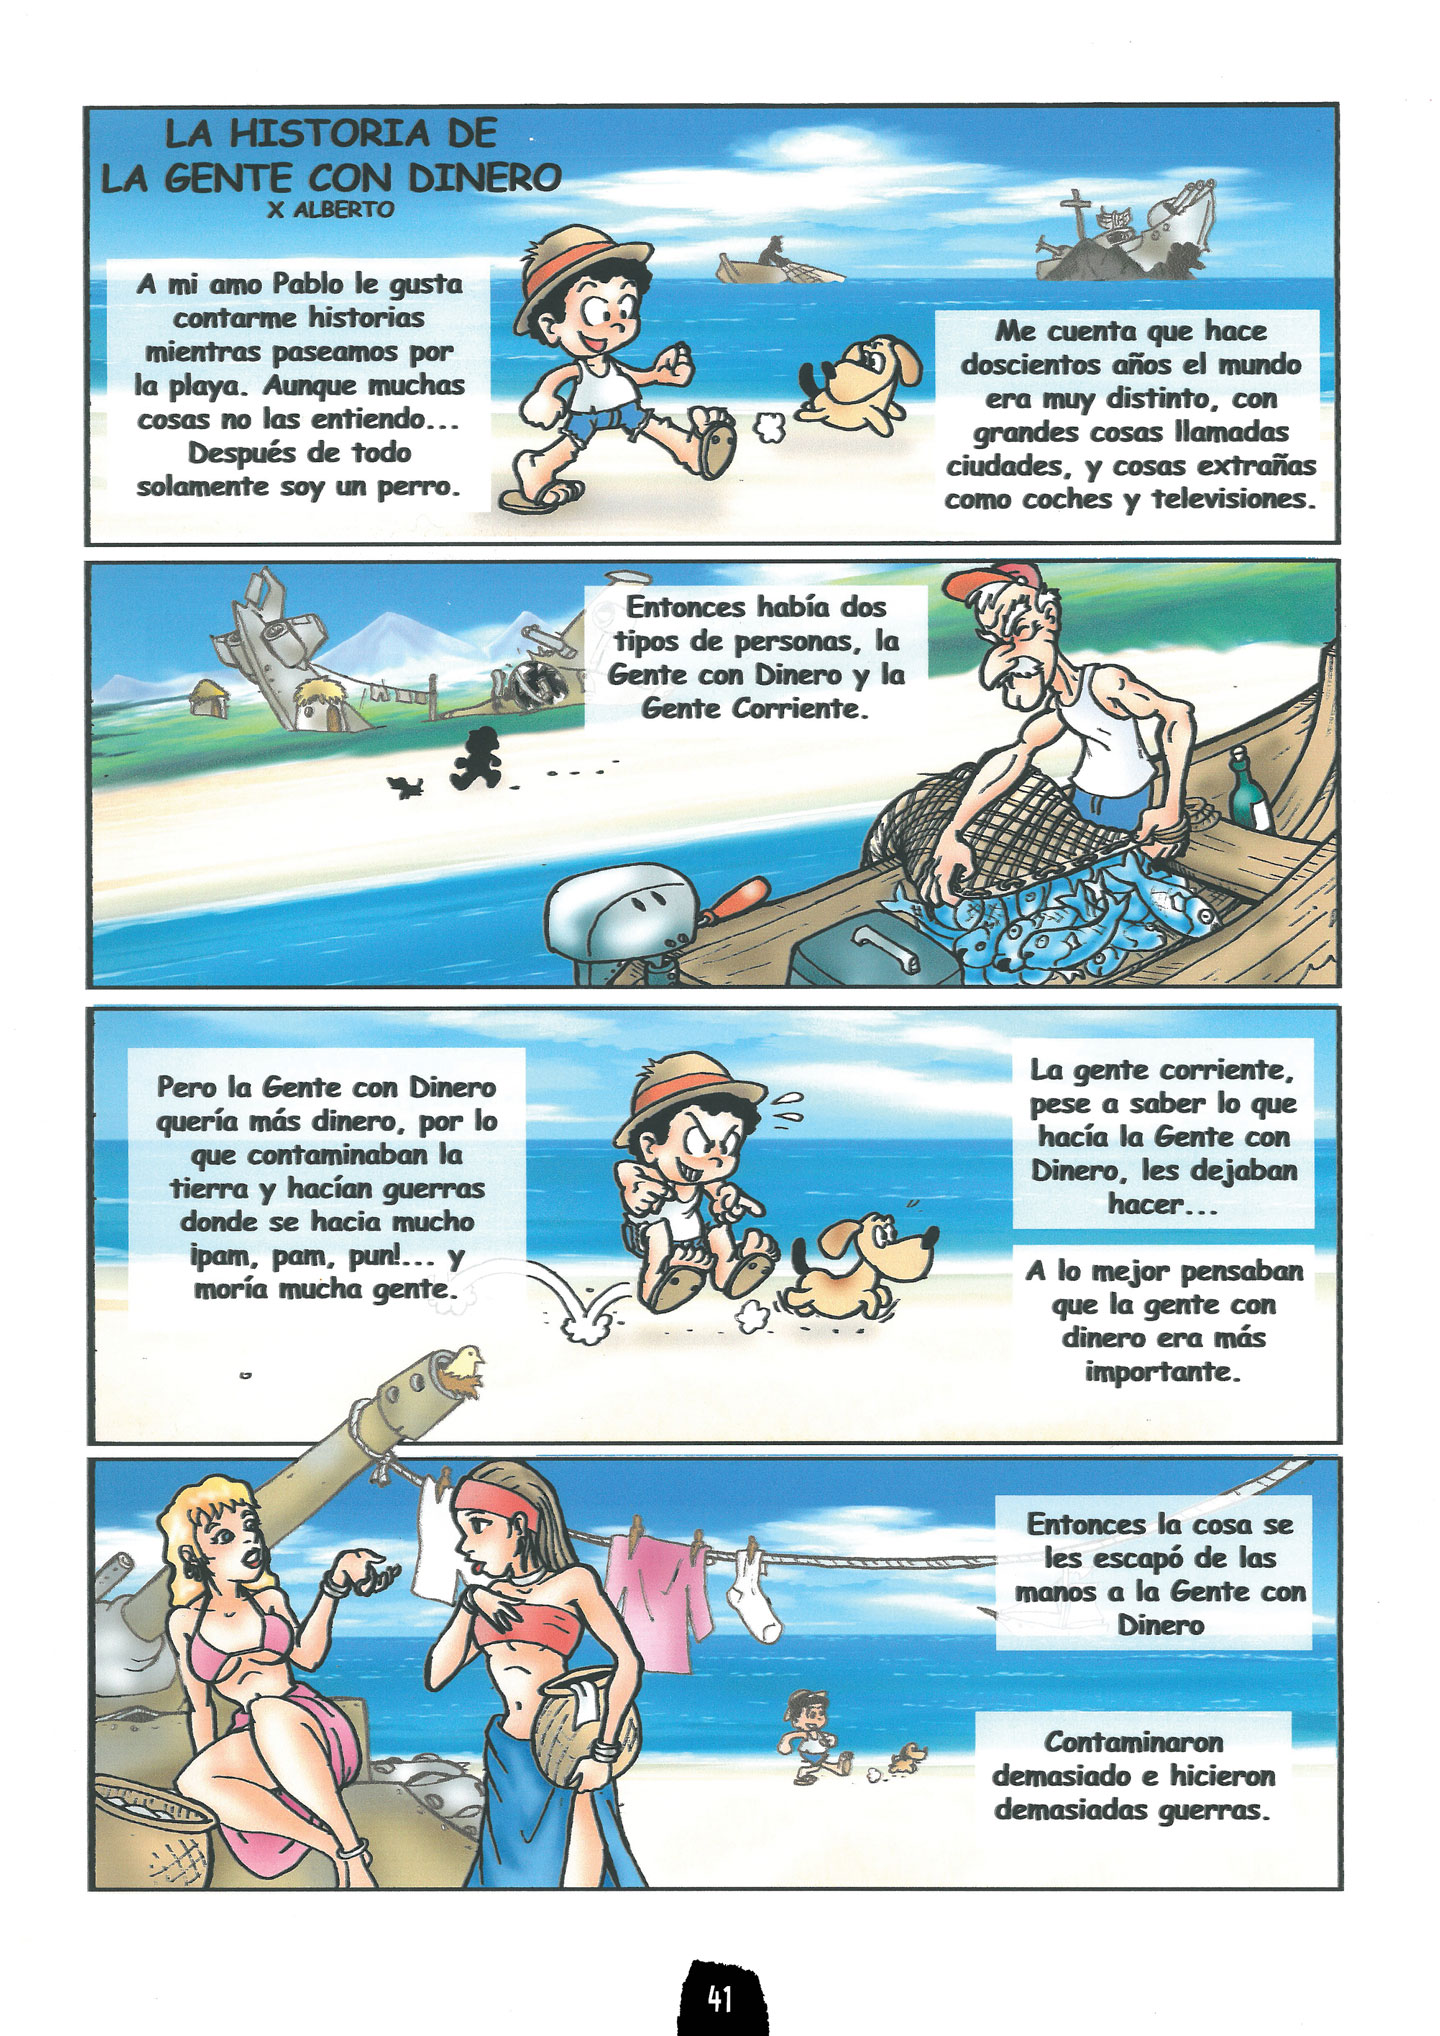 LA HISTORIA DE
LA GENTE CON DINERO
X ALBERTO
A mi amo Pablo le gusta
contarme historias
mientras paseamos por
la playa. Aunque muchas
cosas no las entiendo...
Después de todo
solamente soy un perro.
Me cuenta que hace
doscientos años el mundo
era muy distinto, con
grandes cosas llamadas
ciudades, y cosas extrañas
como coches y televisiones.
Entonces había dos
tipos de personas, la
Gente con Dinero y la
Gente Corriente.
Pero la Gente con Dinero
quería más dinero, por lo
que contaminaban la
tierra y hacían guerras
donde se hacia mucho
¡pam, pam, pun!... y
moría mucha gente.
La gente corriente,
pese a saber lo que
hacía la Gente con
Dinero, les dejaban
hacer...
A lo mejor pensaban
que la gente con
dinero era más
importante.
Entonces la cosa se
les escapó de las
manos a la Gente con
Dinero
Contaminaron
demasiado e hicieron
demasiadas guerras.
41